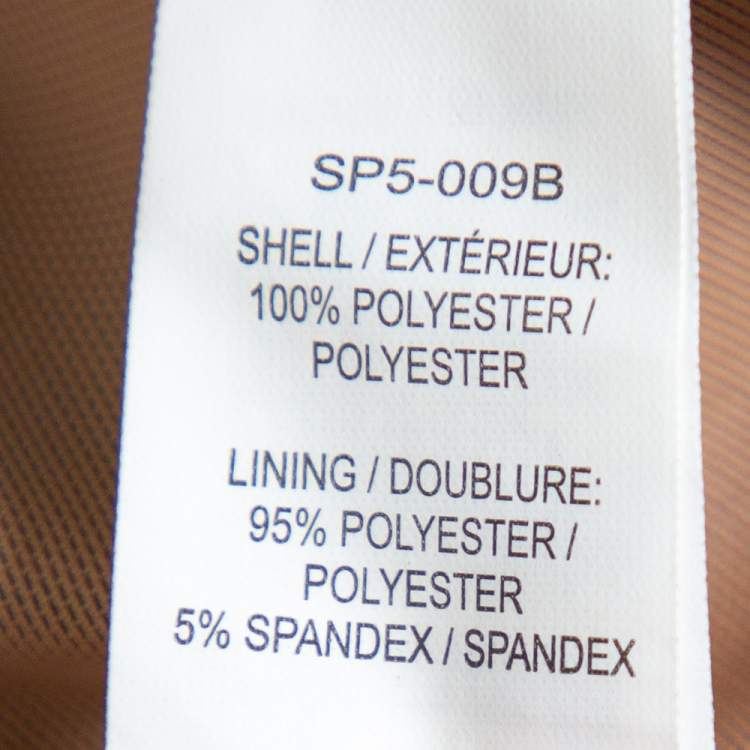 SP5-009B
SHELL / EXTÉRIEUR:
100% POLYESTER /
POLYESTER
LINING / DOUBLURE:
95% POLYESTER /
POLYESTER
5% SPANDEX / SPANDEX